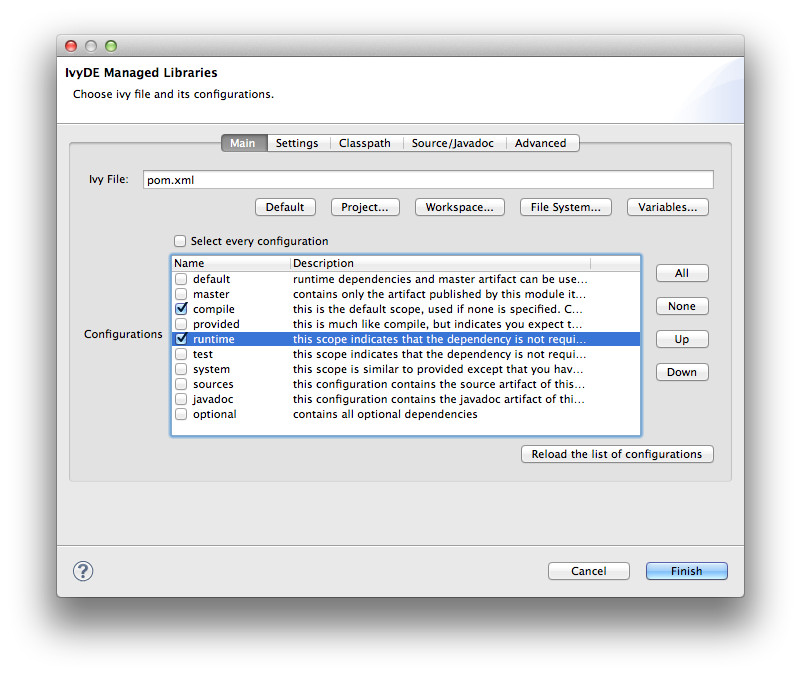 IvyDE Managed Libraries
Choose ivy file and its configurations.
Main Settings Classpath Source/Javadoc Advanced
Ivy File: pom.xml
Default Project... Workspace... File System... Variables...
Select every configuration
Name Description
default runtime dependencies and master artifact can be use...
master contains only the artifact published by this module it...
compile this is the default scope, used if none is specified. C...
provided this is much like compile, but indicates you expect t...
runtime this scope indicates that the dependency is not requi...
test this scope indicates that the dependency is not requi...
system this scope is similar to provided except that you hav...
sources this configuration contains the source artifact of this...
javadoc this configuration contains the javadoc artifact of thi...
optional contains all optional dependencies
Configurations
All
None
Up
Down
Reload the list of configurations
? Cancel Finish